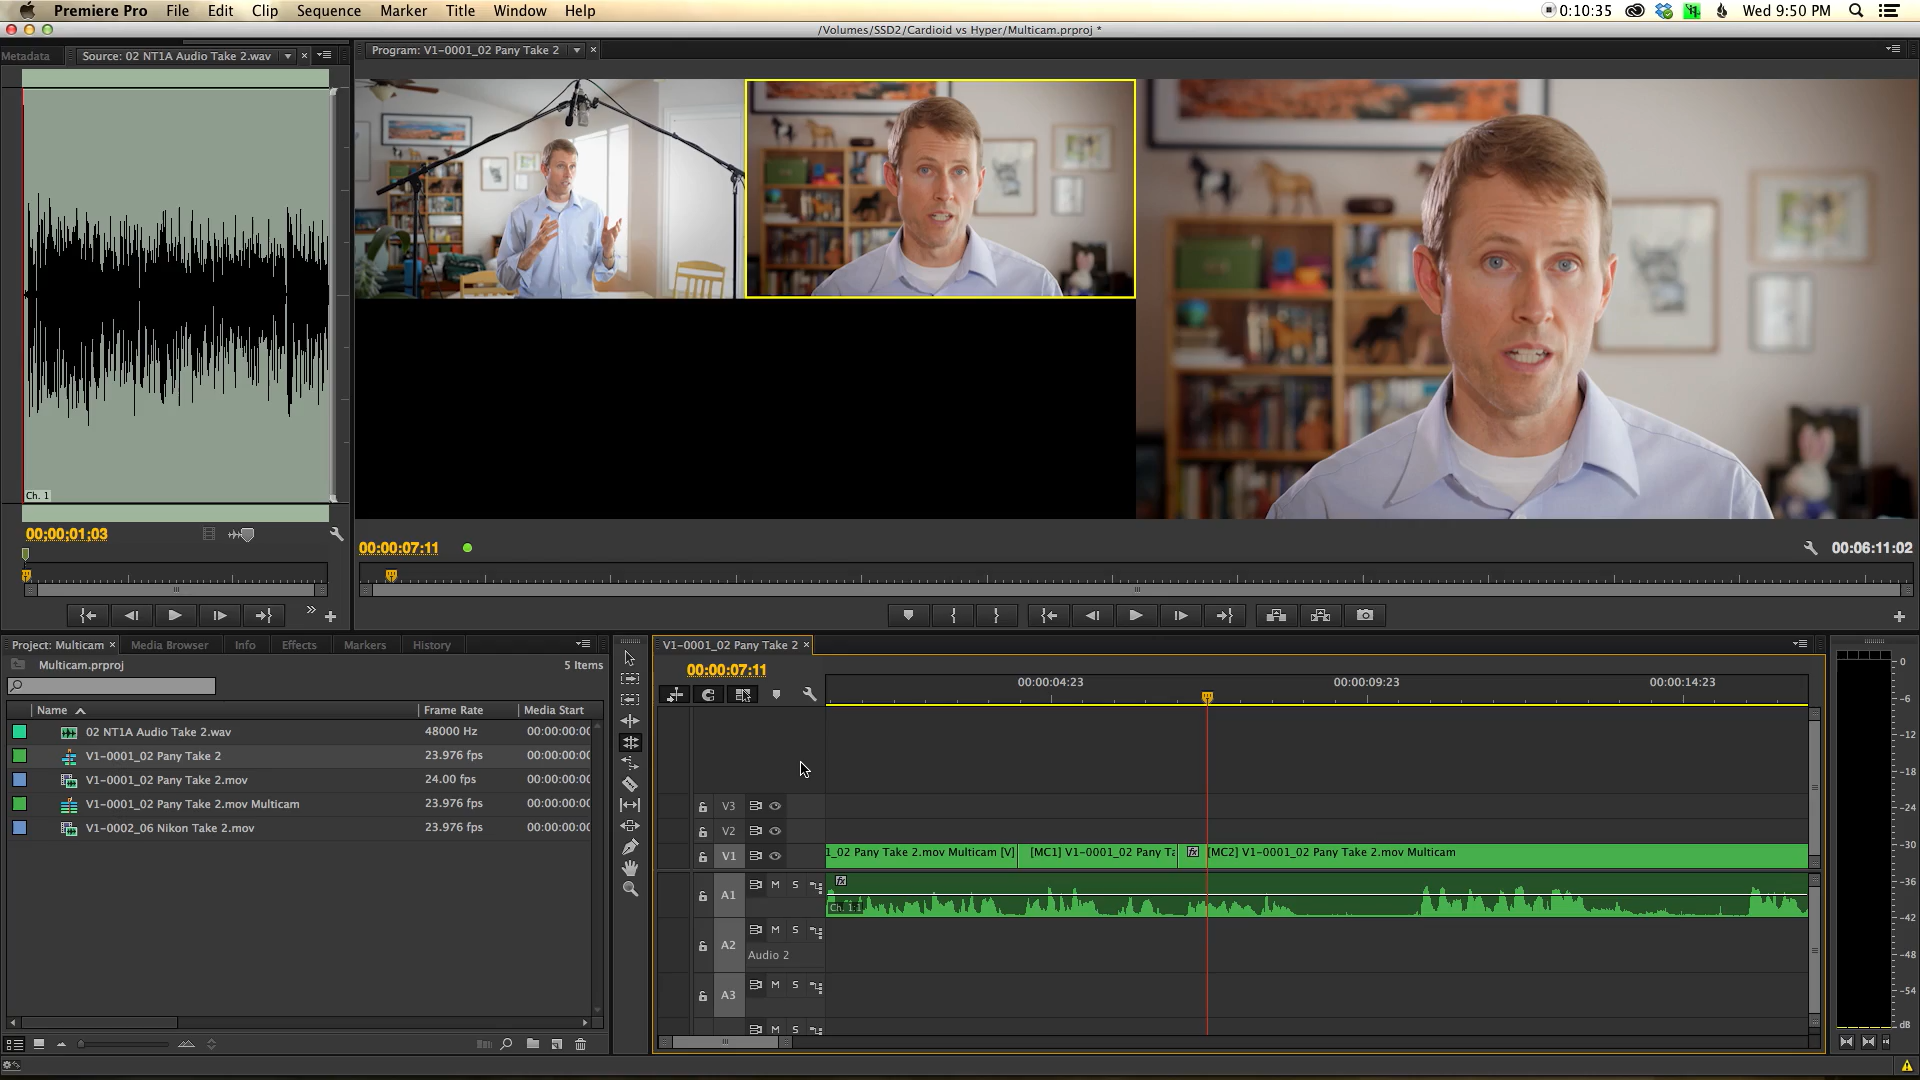 Premiere Pro File Edit Clip Sequence Marker Title Window Help 0:10:35 Wed 9:50 PM
/Volumes/SSD2/Cardioid vs Hyper/Multicam.prproj *
Metadata Source: 02 NT1A Audio Take 2.wav Program: V1-0001_02 Pany Take 2
Ch. 1
00;00;01;03
00:00:07:11 00:06:11:02
Project: Multicam Media Browser Info Effects Markers History
Multicam.prproj 5 Items
Name Frame Rate Media Start
02 NT1A Audio Take 2.wav 48000 Hz 00:00:00:00
V1-0001_02 Pany Take 2 23.976 fps 00:00:00:00
V1-0001_02 Pany Take 2.mov 24.00 fps 00:00:00:00
V1-0001_02 Pany Take 2.mov Multicam 23.976 fps 00:00:00:00
V1-0002_06 Nikon Take 2.mov 23.976 fps 00:00:00:00
V1-0001_02 Pany Take 2
00:00:07:11
00:00:04:23 00:00:09:23 00:00:14:23
V3
V2
V1 1_02 Pany Take 2.mov Multicam [V] [MC1] V1-0001_02 Pany Ta fx [MC2] V1-0001_02 Pany Take 2.mov Multicam
A1 M S fx
Ch. 1:1
A2 M S
Audio 2
A3 M S
M S
0
-6
-12
-18
-24
-30
-36
-42
-48
-54
dB